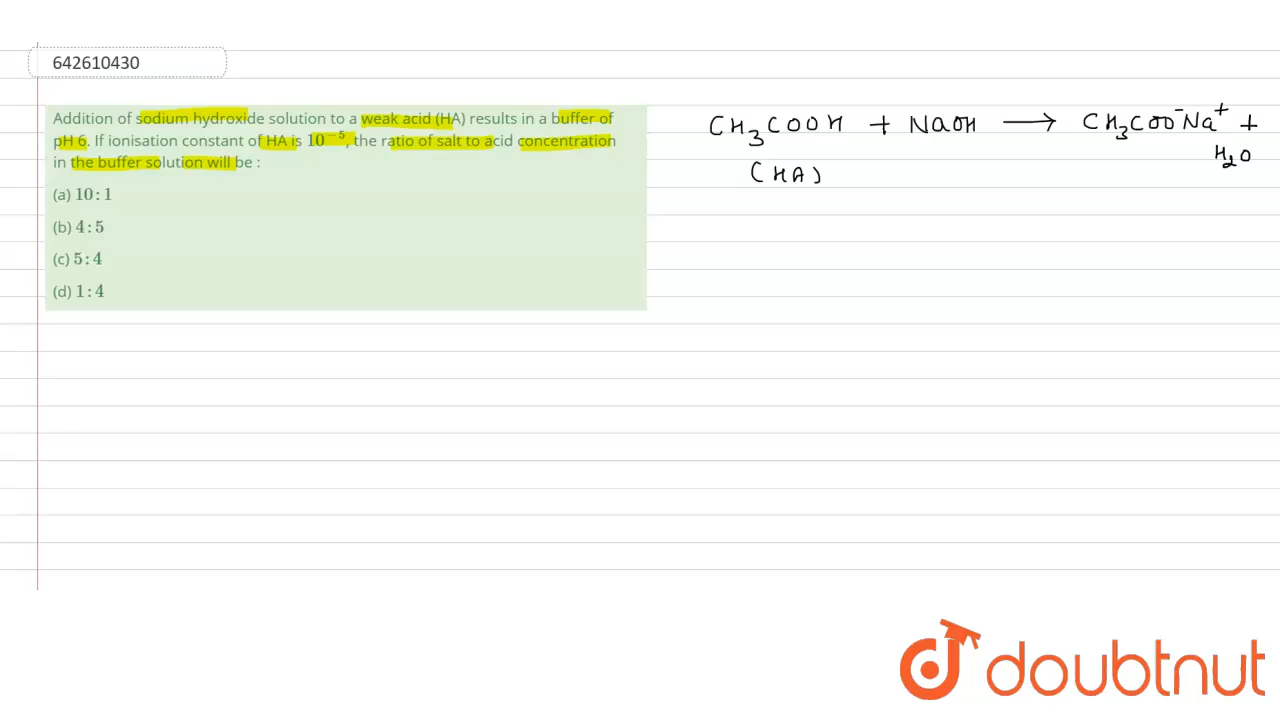 642610430
Addition of sodium hydroxide solution to a weak acid (HA) results in a buffer of
pH 6. If ionisation constant of HA is 10⁻⁵, the ratio of salt to acid concentration
in the buffer solution will be :
(a) 10 : 1
(b) 4 : 5
(c) 5 : 4
(d) 1 : 4
CH₃COOH + NaOH ⟶ CH₃COO⁻Na⁺ +
H₂O
(HA)
doubtnut